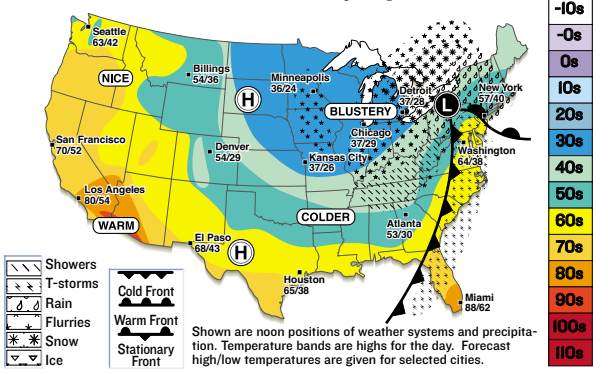 Seattle
63/42
Billings
54/36
Minneapolis
36/24
NICE
H
Detroit
37/28
New York
57/40
BLUSTERY
L
Chicago
37/29
San Francisco
70/52
Denver
54/29
Kansas City
37/26
Washington
64/38
Los Angeles
80/54
WARM
COLDER
Atlanta
53/30
El Paso
68/43
H
Houston
65/38
Miami
88/62
Showers
T-storms
Rain
Flurries
Snow
Ice
Cold Front
Warm Front
Stationary
Front
Shown are noon positions of weather systems and precipita-
tion. Temperature bands are highs for the day. Forecast
high/low temperatures are given for selected cities.
-10s
-0s
0s
10s
20s
30s
40s
50s
60s
70s
80s
90s
100s
110s